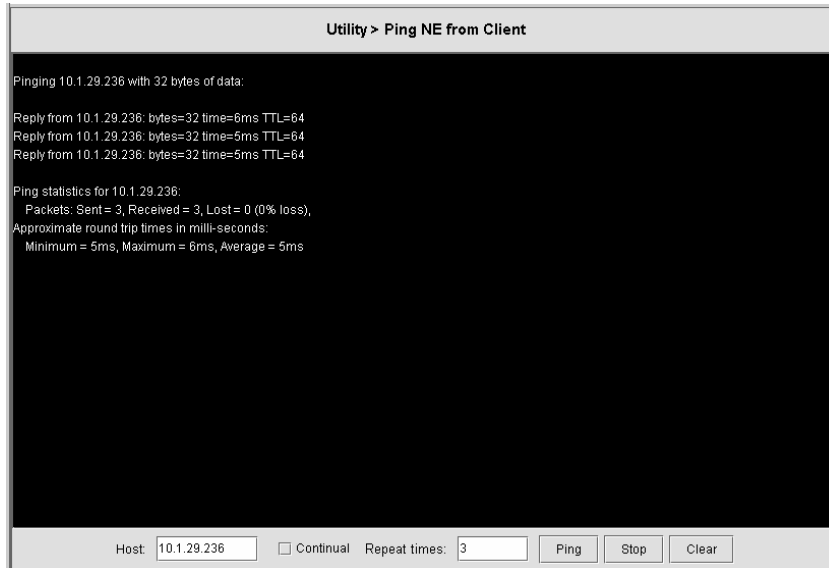 Utility > Ping NE from Client
Pinging 10.1.29.236 with 32 bytes of data:
Reply from 10.1.29.236: bytes=32 time=6ms TTL=64
Reply from 10.1.29.236: bytes=32 time=5ms TTL=64
Reply from 10.1.29.236: bytes=32 time=5ms TTL=64
Ping statistics for 10.1.29.236:
Packets: Sent = 3, Received = 3, Lost = 0 (0% loss),
Approximate round trip times in milli-seconds:
Minimum = 5ms, Maximum = 6ms, Average = 5ms
Host: 10.1.29.236 Continual Repeat times: 3 Ping Stop Clear